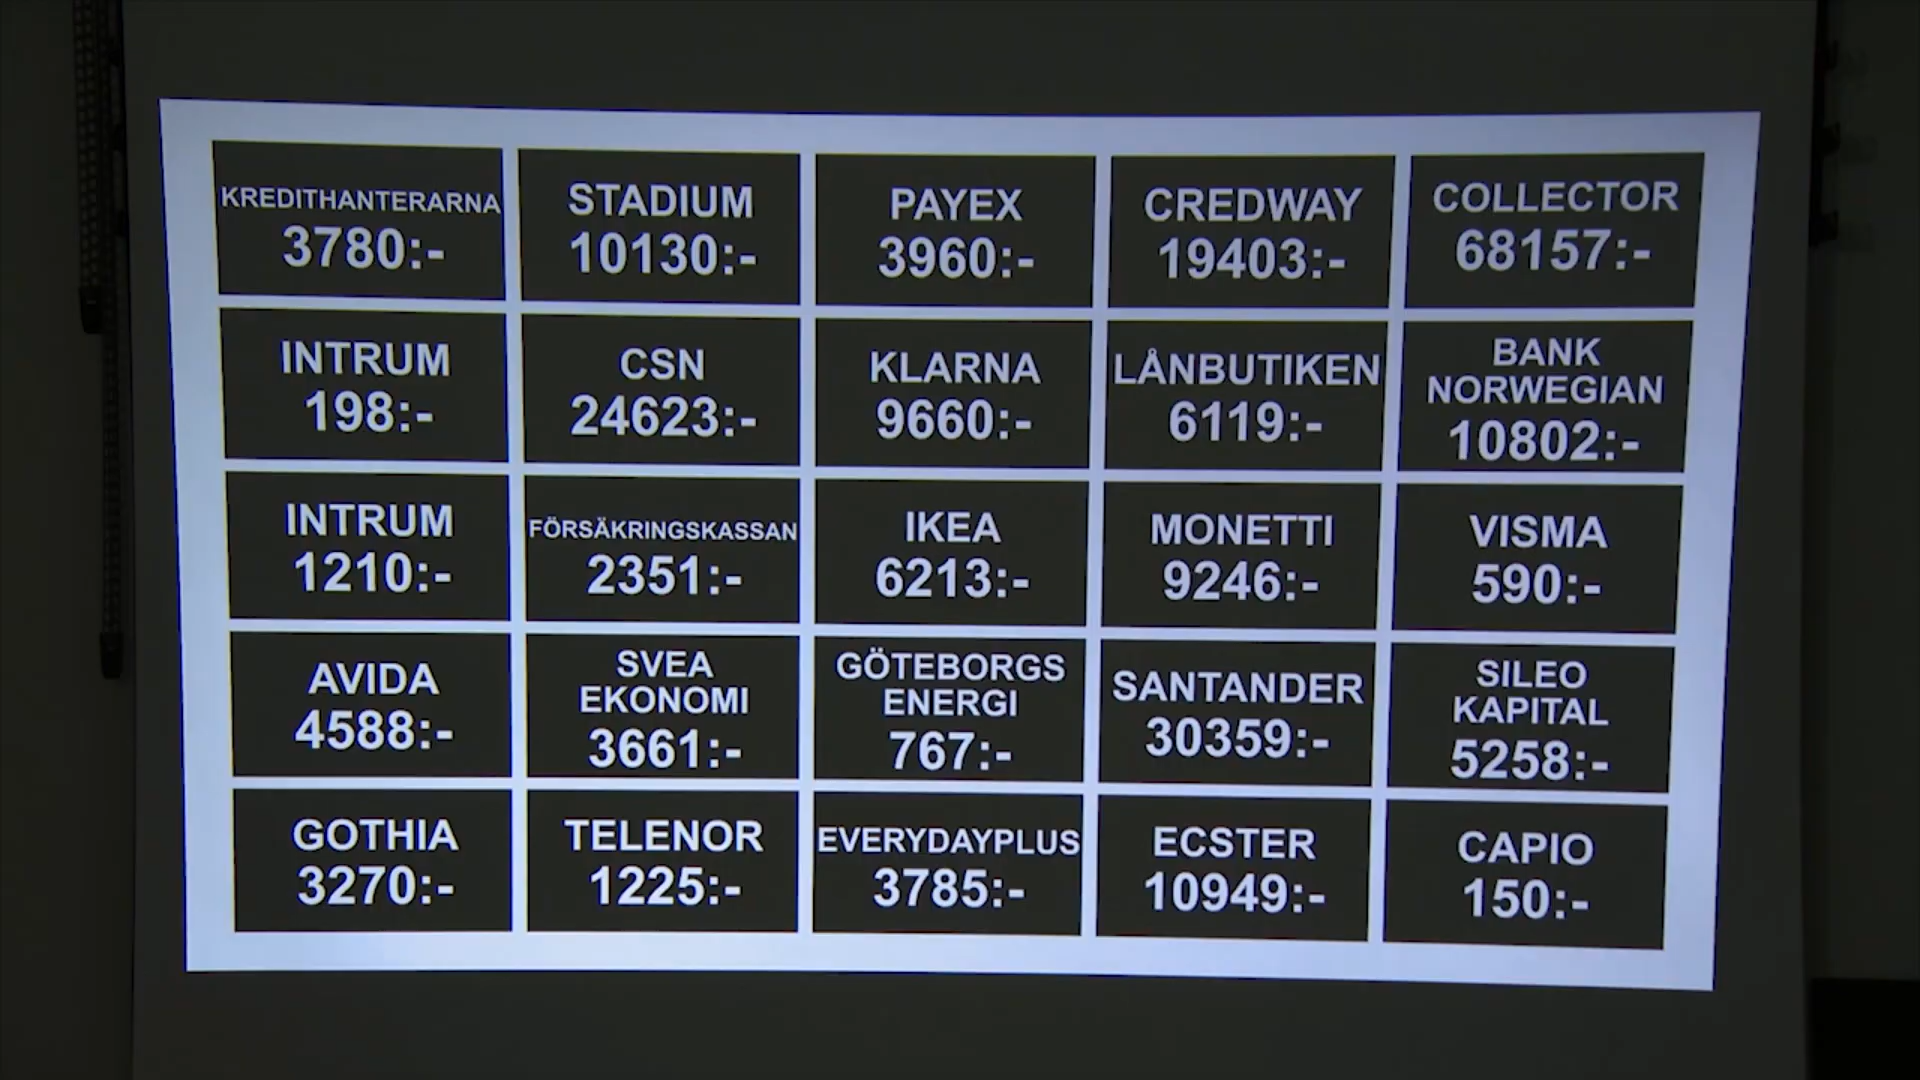 KREDITHANTERARNA
3780:-
STADIUM
10130:-
PAYEX
3960:-
CREDWAY
19403:-
COLLECTOR
68157:-
INTRUM
198:-
CSN
24623:-
KLARNA
9660:-
LÅNBUTIKEN
6119:-
BANK
NORWEGIAN
10802:-
INTRUM
1210:-
FÖRSÄKRINGSKASSAN
2351:-
IKEA
6213:-
MONETTI
9246:-
VISMA
590:-
AVIDA
4588:-
SVEA
EKONOMI
3661:-
GÖTEBORGS
ENERGI
767:-
SANTANDER
30359:-
SILEO
KAPITAL
5258:-
GOTHIA
3270:-
TELENOR
1225:-
EVERYDAYPLUS
3785:-
ECSTER
10949:-
CAPIO
150:-